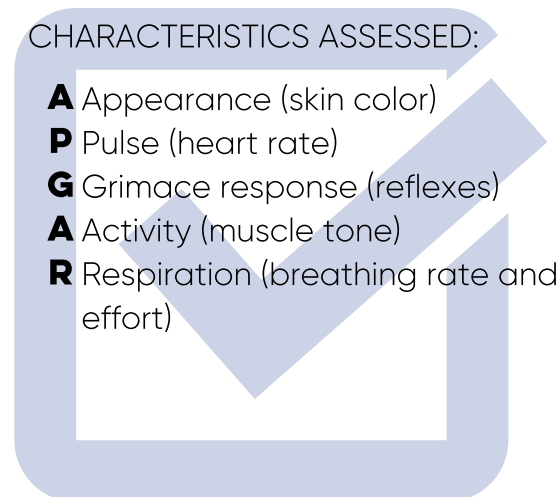 CHARACTERISTICS ASSESSED:
A Appearance (skin color)
P Pulse (heart rate)
G Grimace response (reflexes)
A Activity (muscle tone)
R Respiration (breathing rate and
effort)